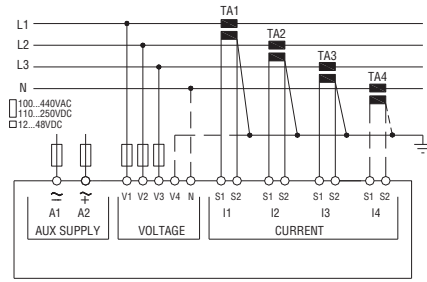 TA1
L1
TA2
L2
TA3
L3
TA4
N
100...440VAC
110...250VDC
12...48VDC
V1 V2 V3 V4 N S1 S2 S1 S2 S1 S2 S1 S2
A1 A2 I1 I2 I3 I4
AUX SUPPLY VOLTAGE CURRENT